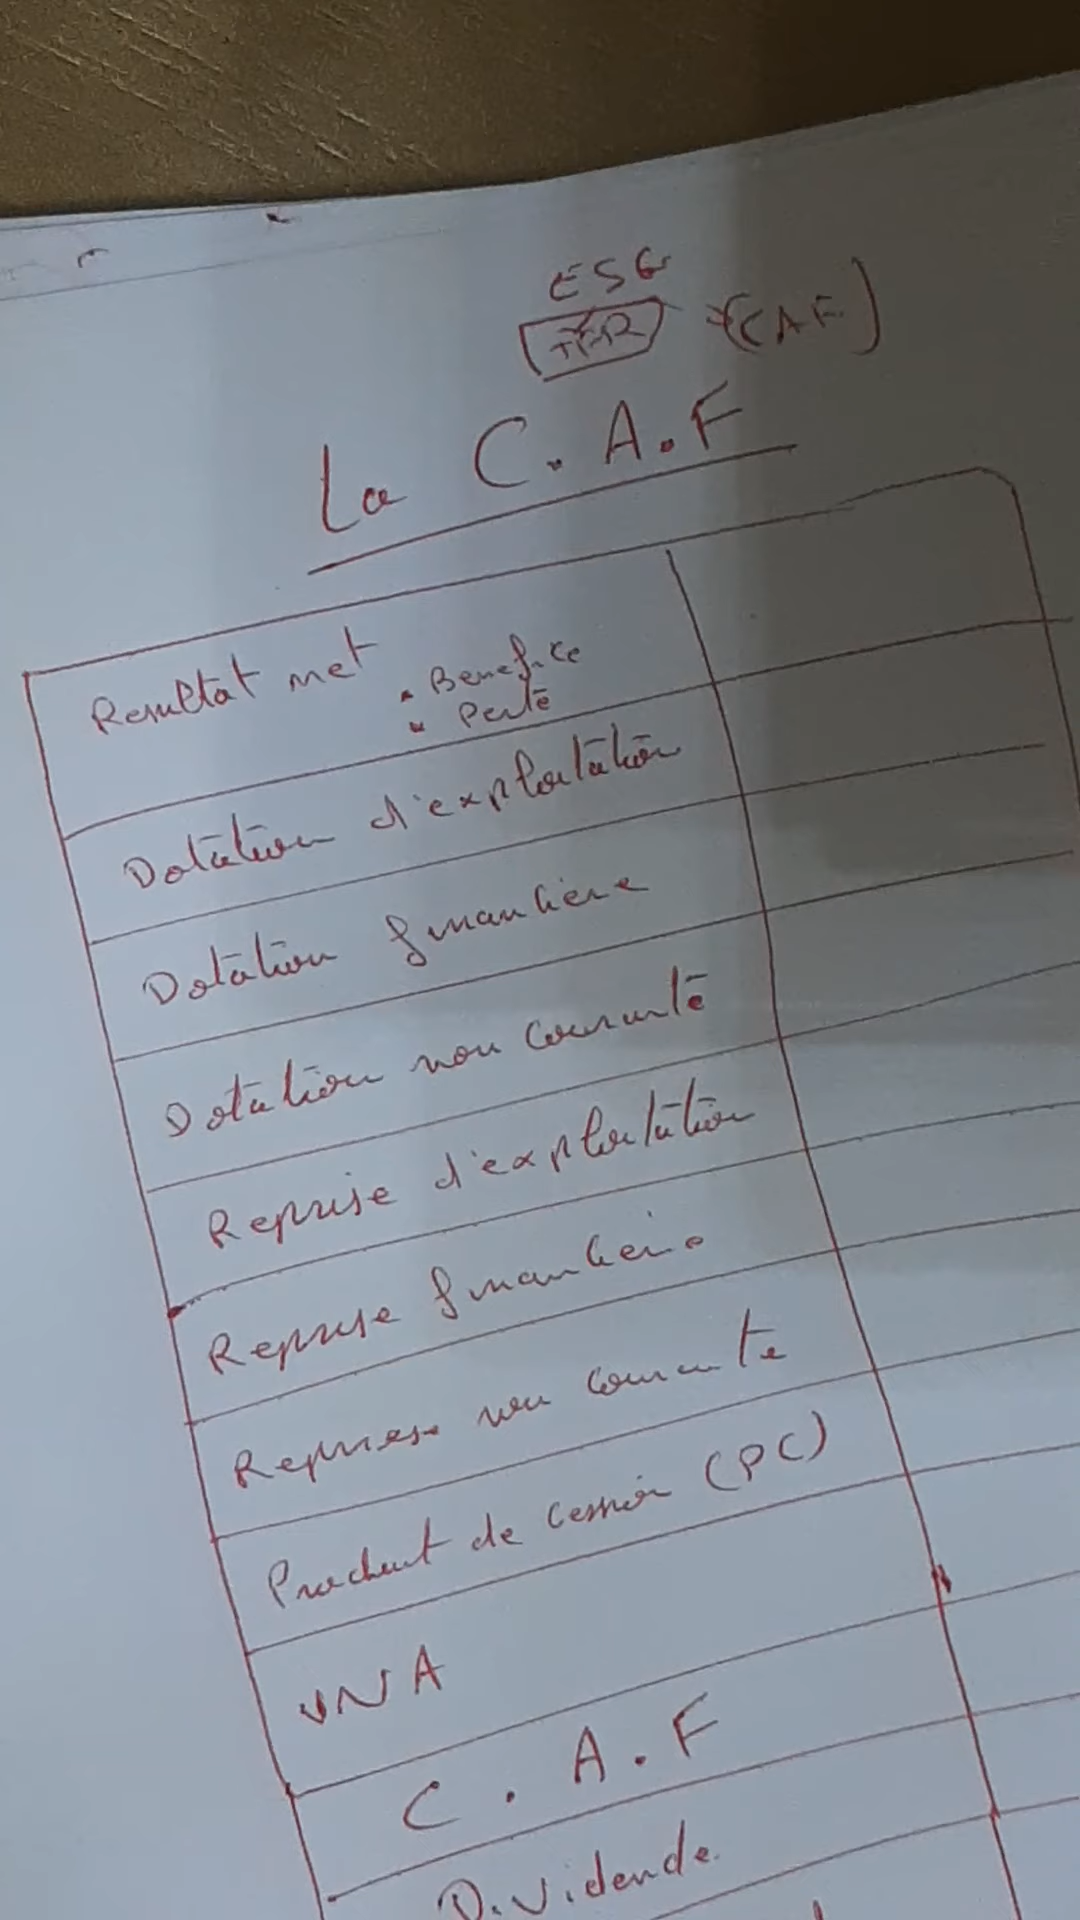 ESG
TFR (CAF)
La C.A.F
Resultat net
• Benefice
• Perte
Dotation d'exploitation
Dotation financière
Dotation non courante
Reprise d'exploitation
Reprise financière
Reprise non courante
Produit de cession (PC)
VNA
C.A.F
Dividende